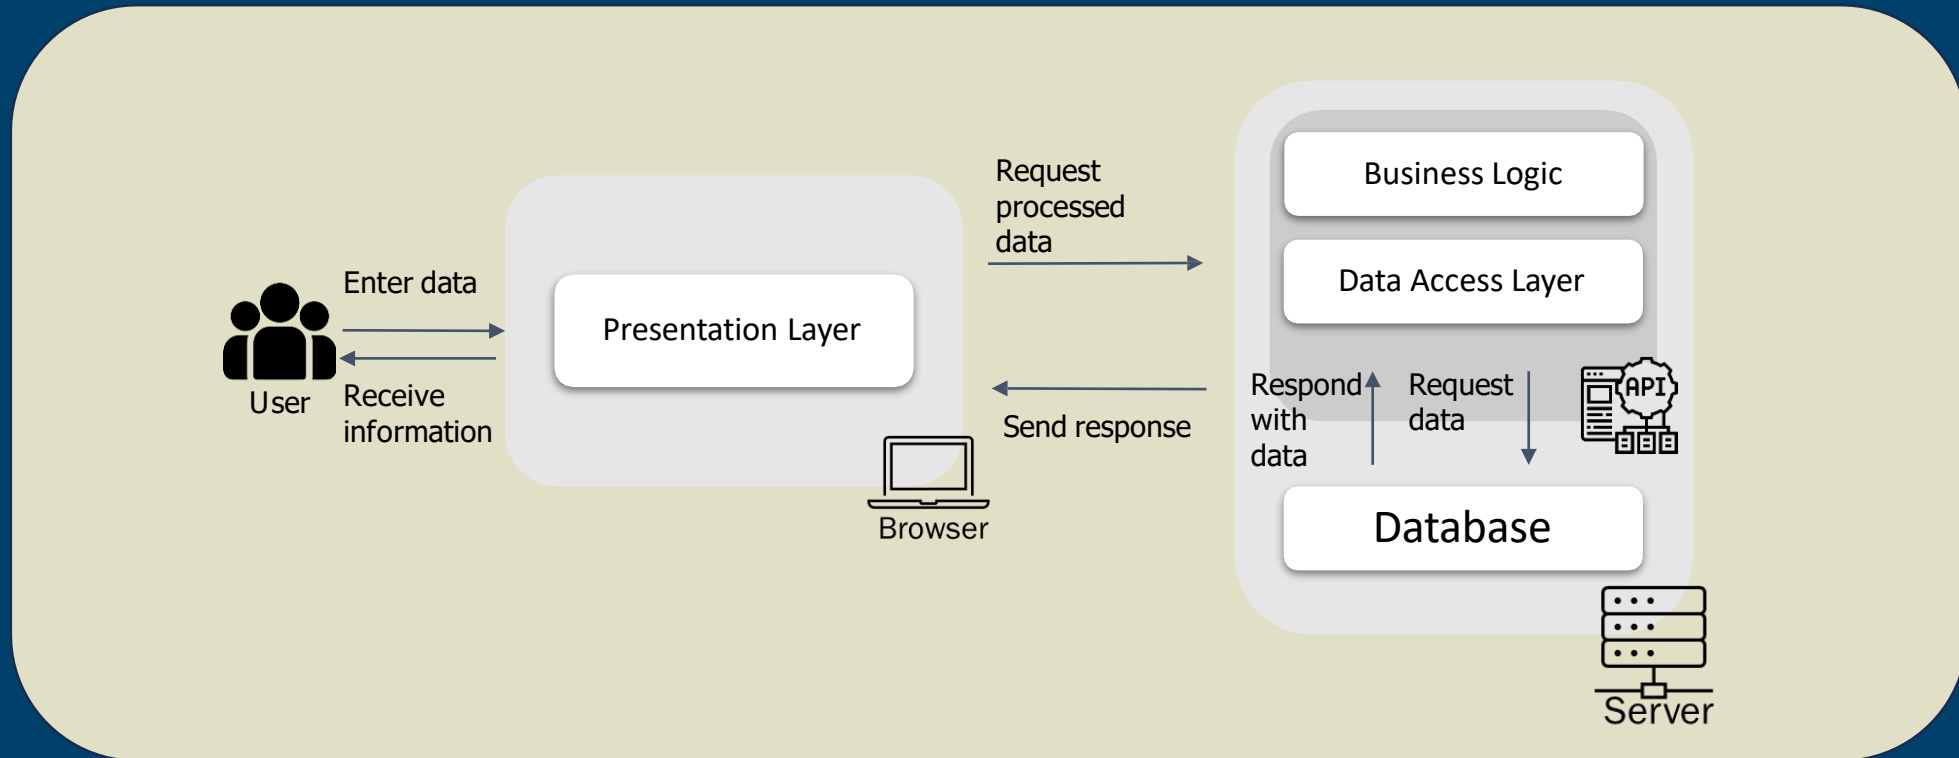 Enter data
User
Receive
information
Presentation Layer
Browser
Request
processed
data
Send response
Business Logic
Data Access Layer
Respond
with
data
Request
data
API
Database
Server